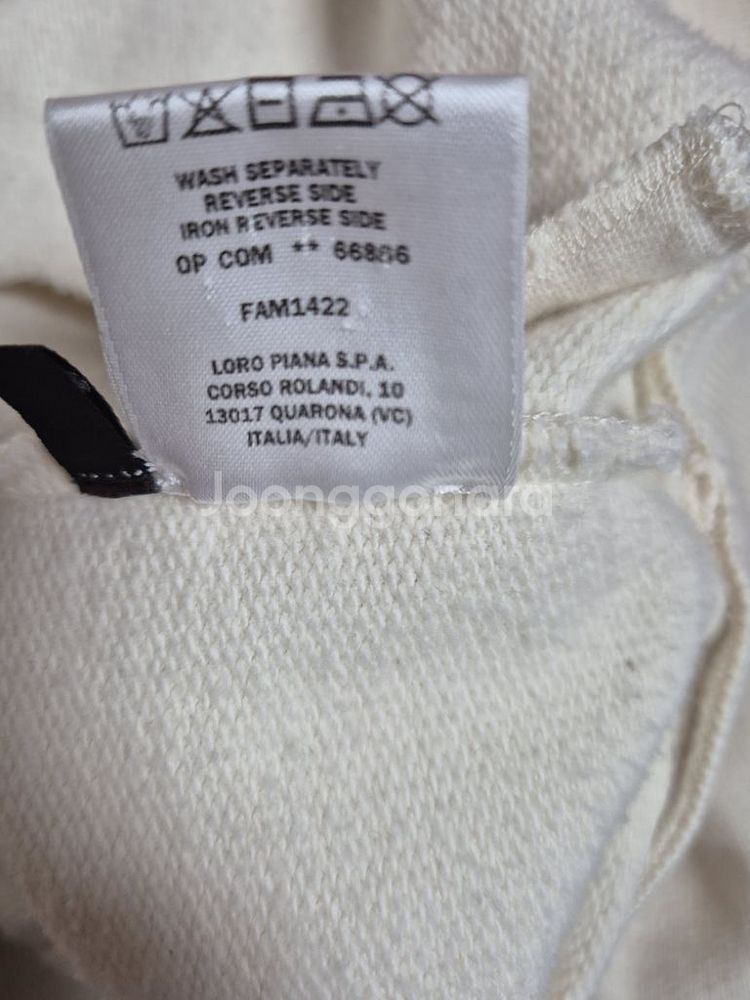 WASH SEPARATELY
REVERSE SIDE
IRON REVERSE SIDE
OP COM ** 66866
FAM1422
LORO PIANA S.P.A.
CORSO ROLANDI, 10
13017 QUARONA (VC)
ITALIA/ITALY
Joonggonara